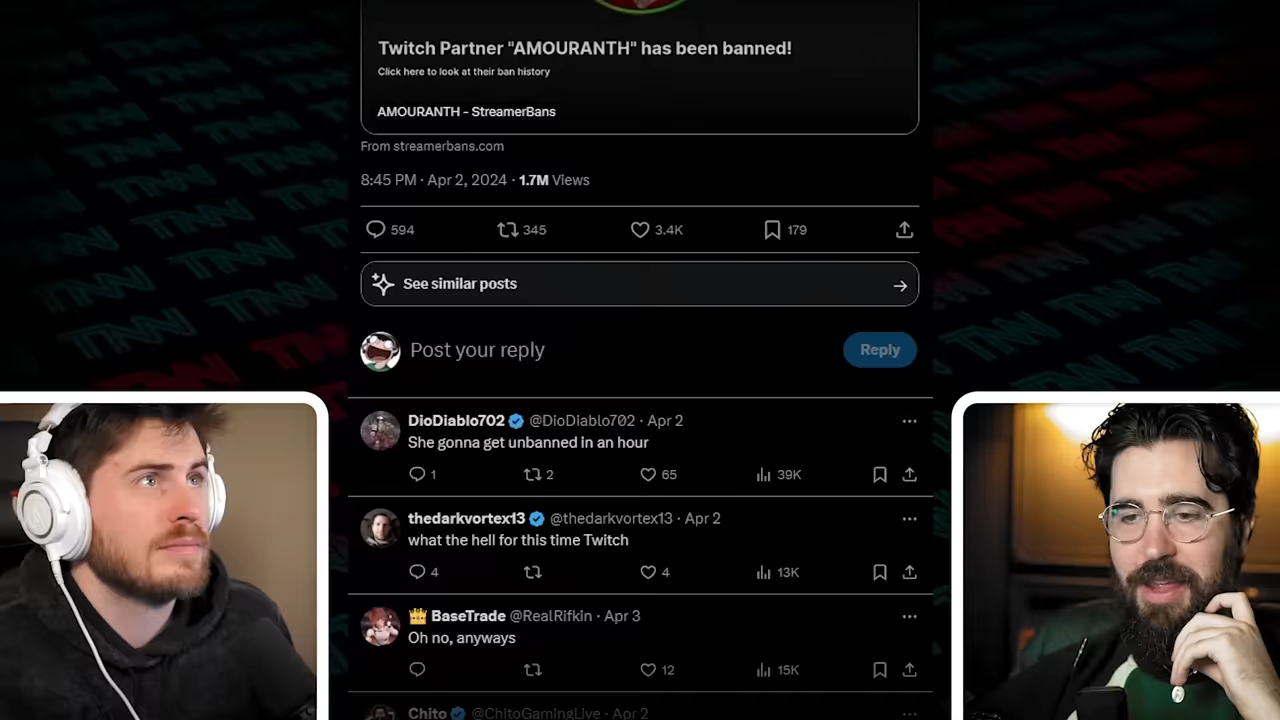 Twitch Partner "AMOURANTH" has been banned!
Click here to look at their ban history
AMOURANTH - StreamerBans
From streamerbans.com
8:45 PM · Apr 2, 2024 · 1.7M Views
594 345 3.4K 179
See similar posts
Post your reply
Reply
DioDiablo702 @DioDiablo702 · Apr 2
She gonna get unbanned in an hour
1 2 65 39K
thedarkvortex13 @thedarkvortex13 · Apr 2
what the hell for this time Twitch
4 4 13K
👑 BaseTrade @RealRifkin · Apr 3
Oh no, anyways
12 15K
Chito @ChitoGamingLive · Apr 2